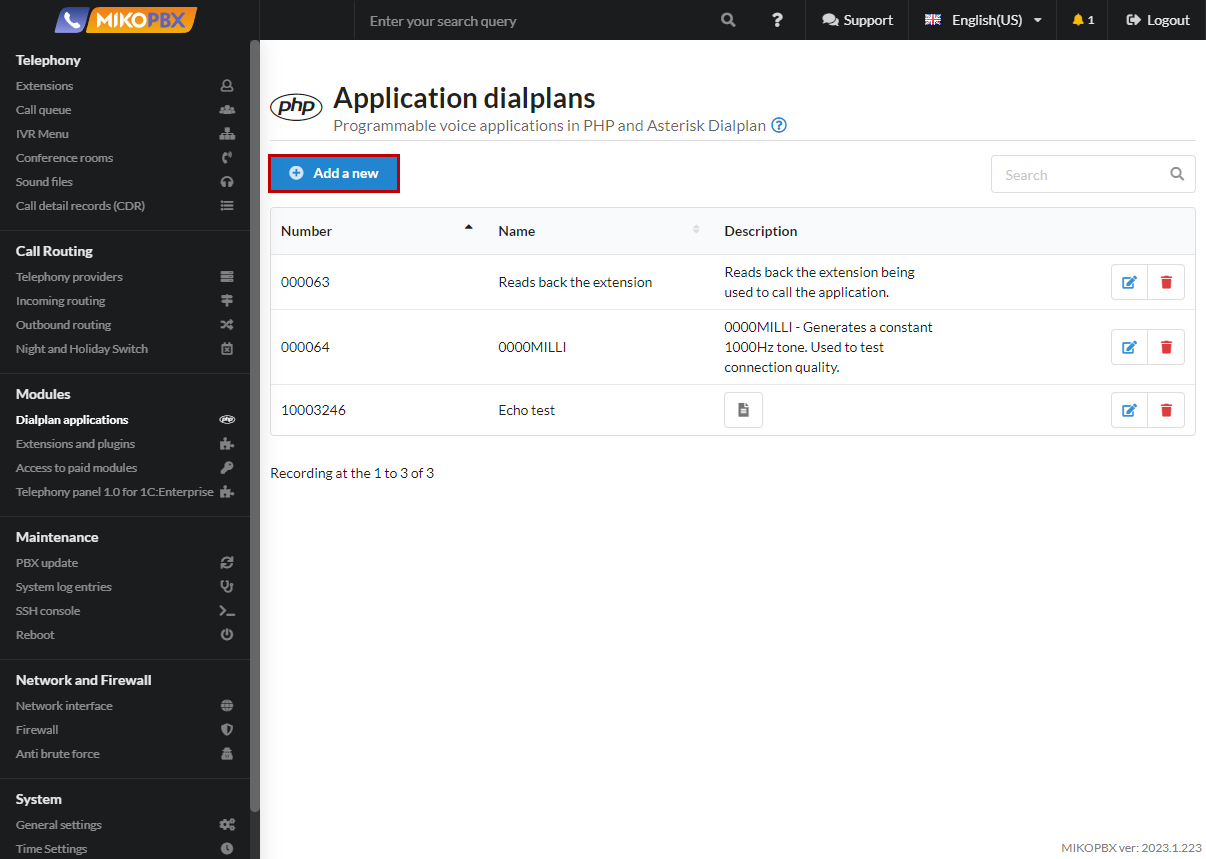 MIKOPBX
Enter your search query
?
Support
English(US)
1
Logout
Telephony
Extensions
Call queue
IVR Menu
Conference rooms
Sound files
Call detail records (CDR)
Call Routing
Telephony providers
Incoming routing
Outbound routing
Night and Holiday Switch
Modules
Dialplan applications
php
Extensions and plugins
Access to paid modules
Telephony panel 1.0 for 1C:Enterprise
Maintenance
PBX update
System log entries
SSH console
Reboot
Network and Firewall
Network interface
Firewall
Anti brute force
System
General settings
Time Settings
php
Application dialplans
Programmable voice applications in PHP and Asterisk Dialplan ?
Add a new
Search
Number Name Description
000063 Reads back the extension Reads back the extension being
used to call the application.
000064 0000MILLI 0000MILLI - Generates a constant
1000Hz tone. Used to test
connection quality.
10003246 Echo test
Recording at the 1 to 3 of 3
MIKOPBX ver: 2023.1.223